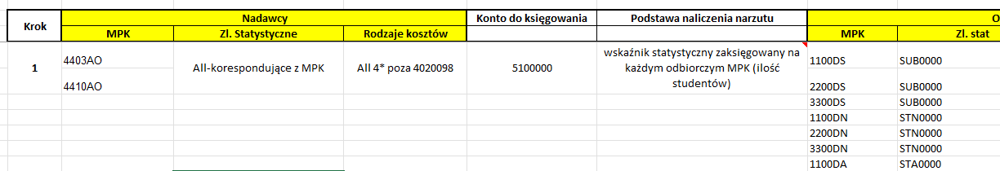 Krok
Nadawcy
Konto do księgowania
Podstawa naliczenia narzutu
O
MPK
Zl. Statystyczne
Rodzaje kosztów
MPK
Zl. stat
1
4403AO
4410AO
All-korespondujące z MPK
All 4* poza 4020098
5100000
wskaźnik statystyczny zaksięgowany na
każdym odbiorczym MPK (ilość
studentów)
1100DS SUB0000
2200DS SUB0000
3300DS SUB0000
1100DN STN0000
2200DN STN0000
3300DN STN0000
1100DA STA0000